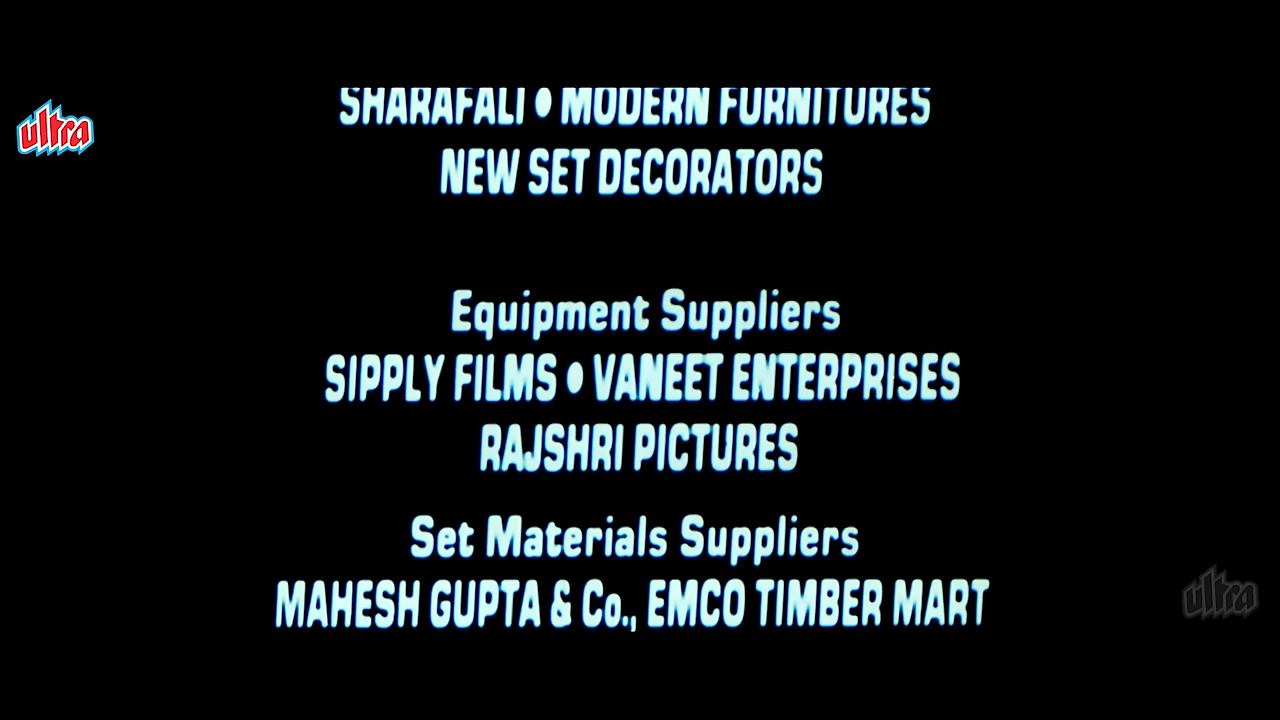 SHARAFALI • MODERN FURNITURES
ultra
NEW SET DECORATORS
Equipment Suppliers
SIPPLY FILMS • VANEET ENTERPRISES
RAJSHRI PICTURES
Set Materials Suppliers
MAHESH GUPTA & Co., EMCO TIMBER MART
ultra